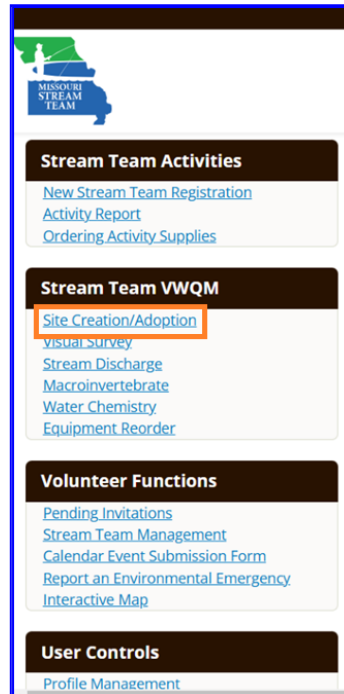 MISSOURI
STREAM
TEAM
Stream Team Activities
New Stream Team Registration
Activity Report
Ordering Activity Supplies
Stream Team VWQM
Site Creation/Adoption
Visual Survey
Stream Discharge
Macroinvertebrate
Water Chemistry
Equipment Reorder
Volunteer Functions
Pending Invitations
Stream Team Management
Calendar Event Submission Form
Report an Environmental Emergency
Interactive Map
User Controls
Profile Management